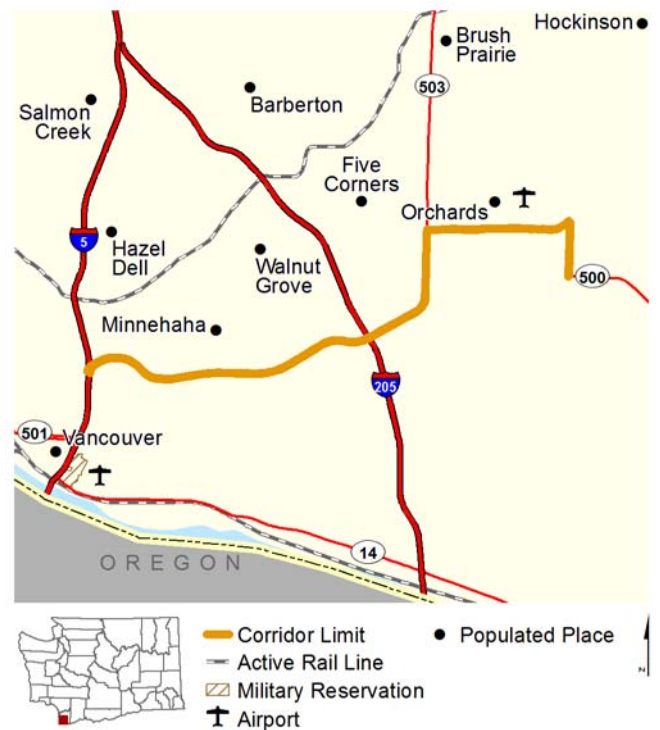 Hockinson
Brush
Prairie
503
Salmon
Creek
Barberton
Five
Corners
Orchards
5
Hazel
Dell
Walnut
Grove
500
Minnehaha
205
501
Vancouver
14
OREGON
Corridor Limit
Populated Place
Active Rail Line
Military Reservation
Airport
N